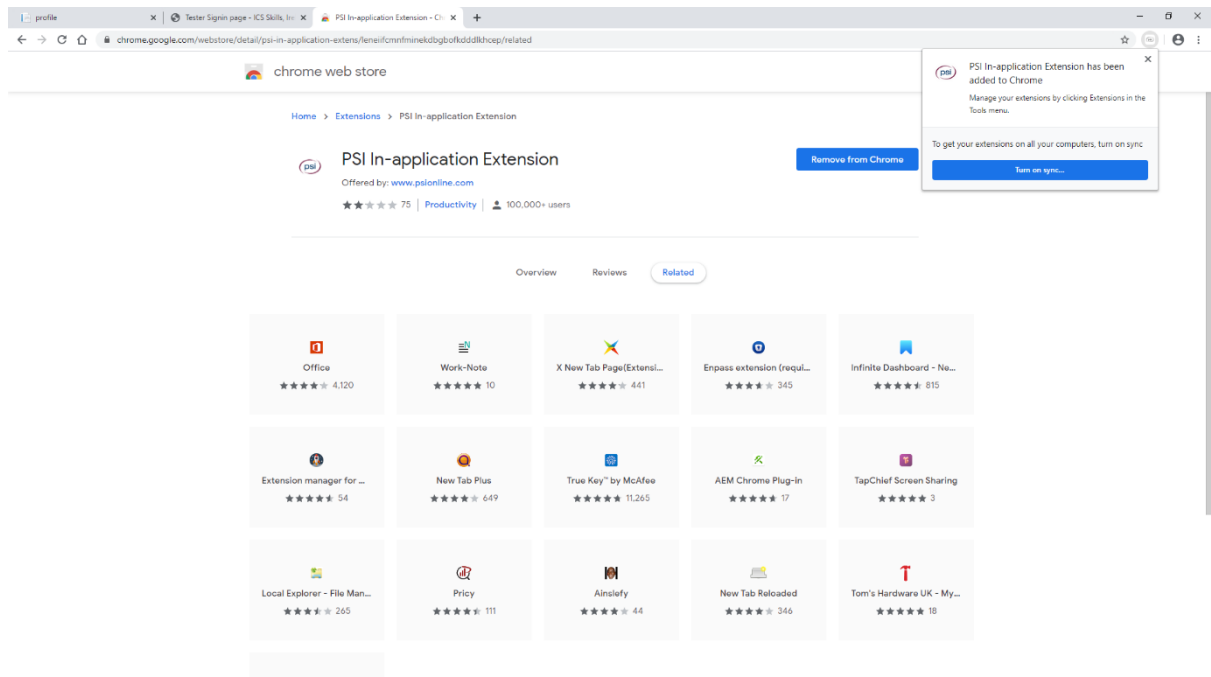 profile
Tester Signin page - ICS Skills, Ire
PSI In-application Extension - Ch
chrome.google.com/webstore/detail/psi-in-application-extens/leneiifcmnfminekdbgbofkdddlkhcep/related
chrome web store
psi
PSI In-application Extension has been
added to Chrome
Manage your extensions by clicking Extensions in the
Tools menu.
To get your extensions on all your computers, turn on sync
Turn on sync...
Home > Extensions > PSI In-application Extension
psi
PSI In-application Extension
Remove from Chrome
Offered by: www.psionline.com
75 Productivity 100,000+ users
Overview Reviews Related
Office Work-Note X New Tab Page(Extensi... Enpass extension (requi... Infinite Dashboard - Ne...
4,120 10 441 345 815
Extension manager for ... New Tab Plus True Key™ by McAfee AEM Chrome Plug-in TapChief Screen Sharing
54 649 11,265 17 3
Local Explorer - File Man... Pricy Ainslefy New Tab Reloaded Tom's Hardware UK - My...
265 111 44 346 18